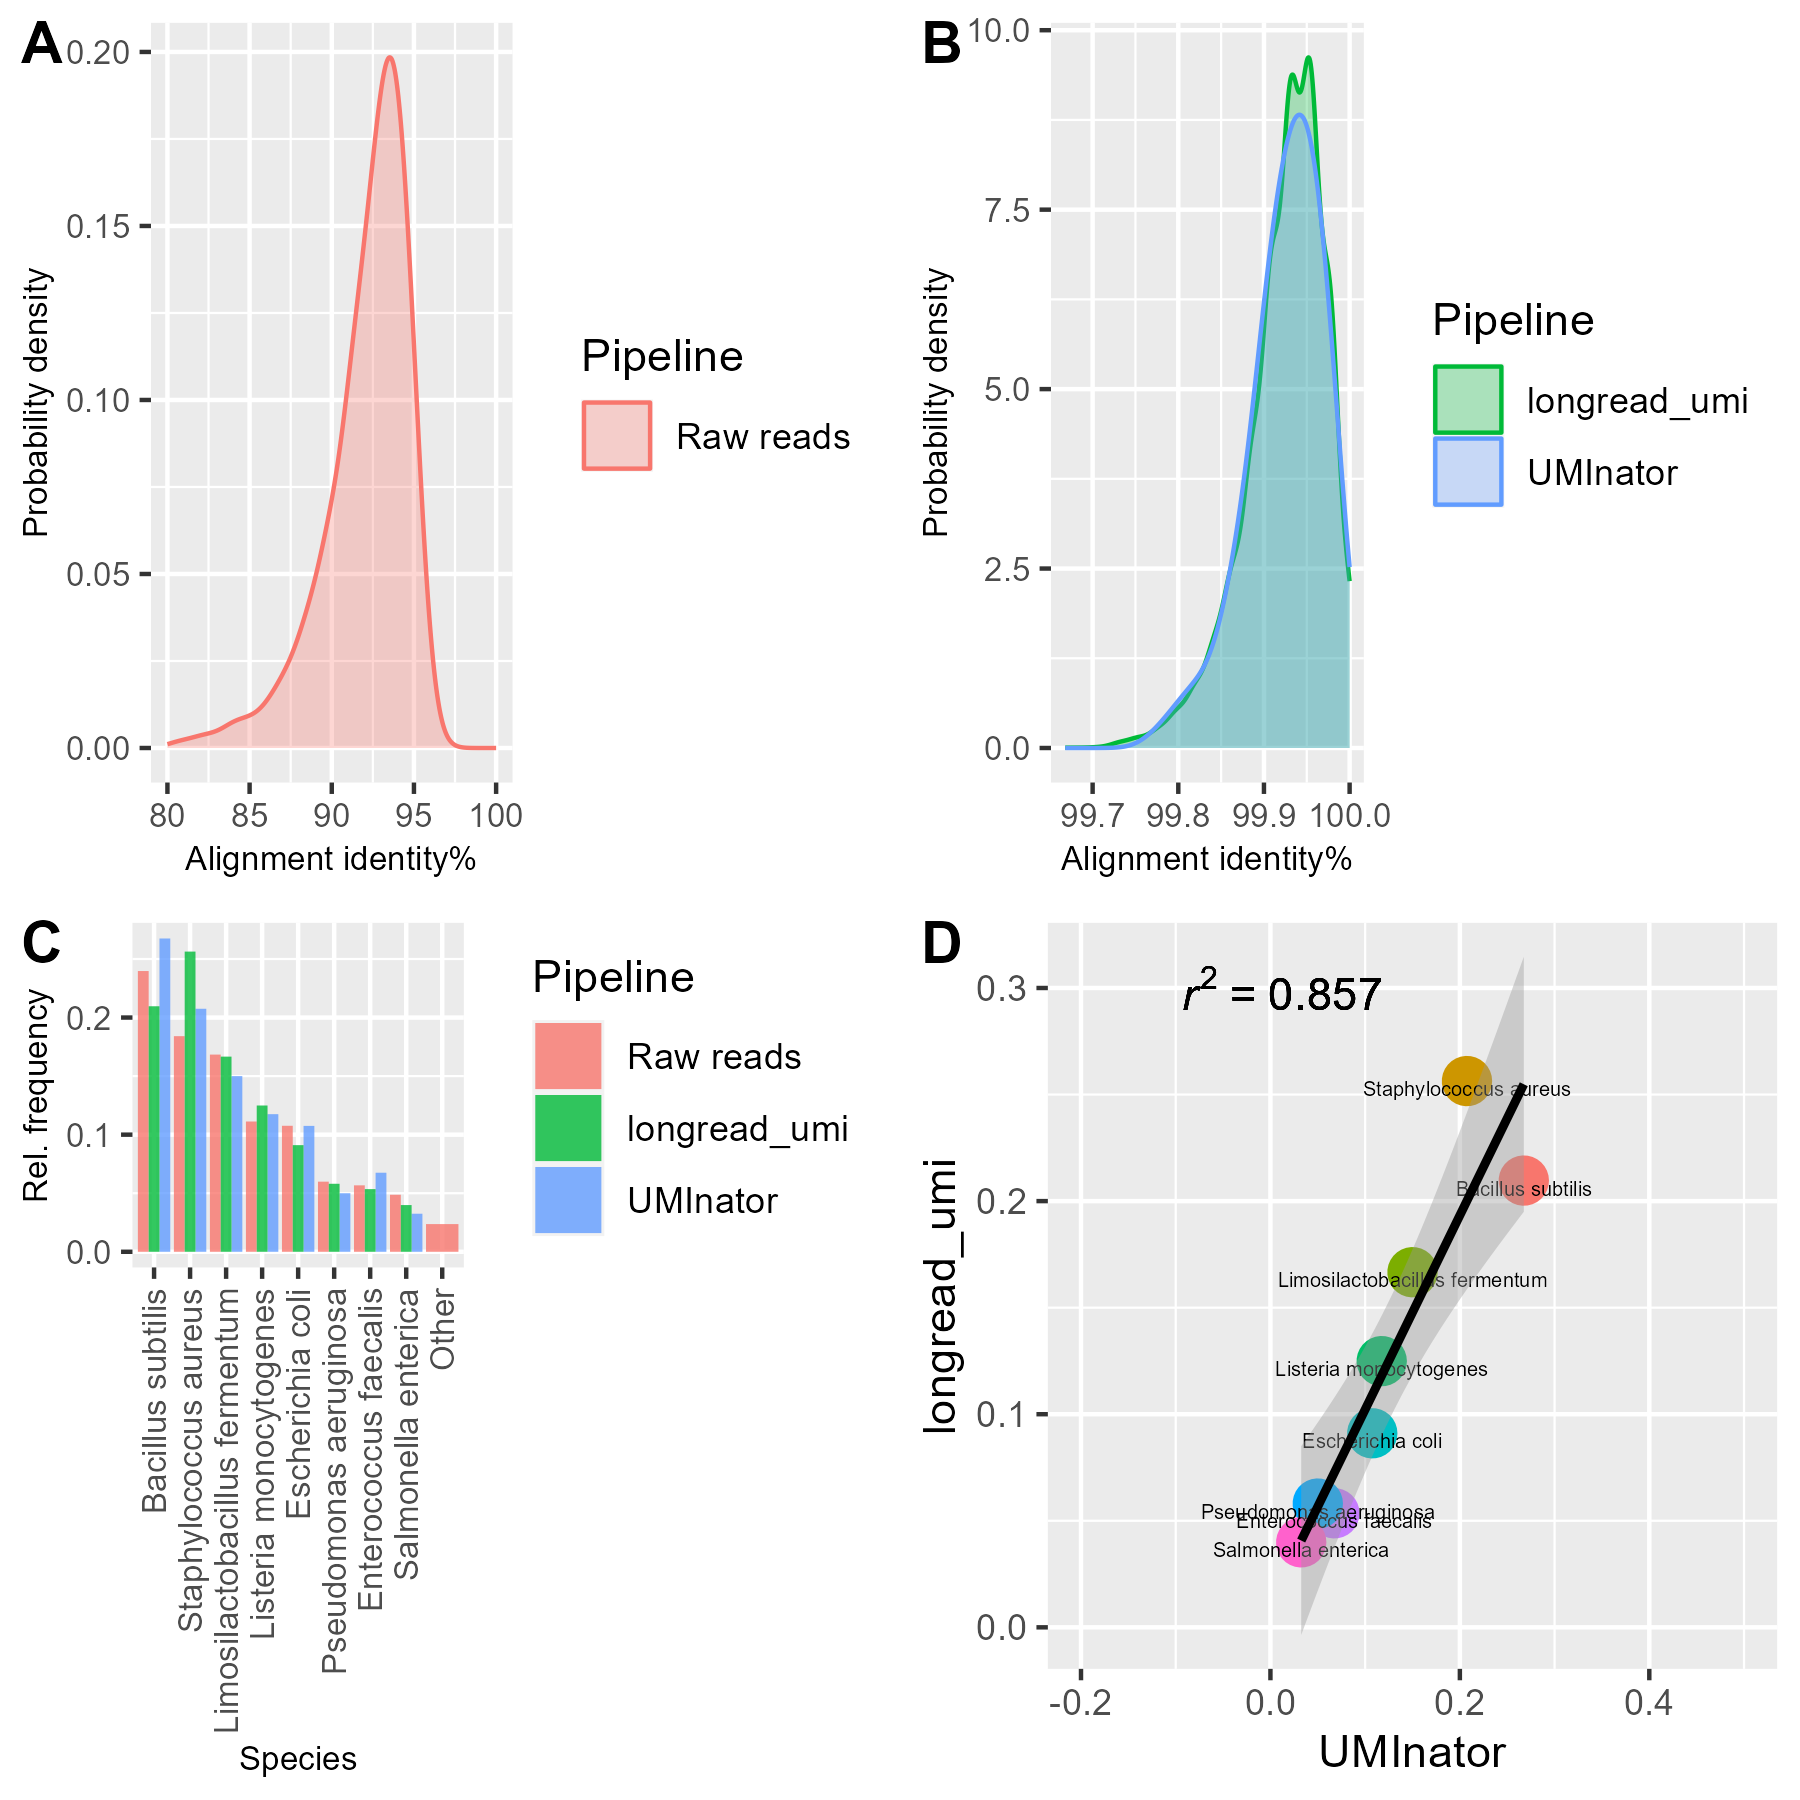 A
0.20
0.15
0.10
0.05
0.00
Probability density
80 85 90 95 100
Alignment identity%
Pipeline
Raw reads
B
10.0
7.5
5.0
2.5
0.0
Probability density
99.7 99.8 99.9 100.0
Alignment identity%
Pipeline
longread_umi
UMInator
C
0.2
0.1
0.0
Rel. frequency
Bacillus subtilis
Staphylococcus aureus
Limosilactobacillus fermentum
Listeria monocytogenes
Escherichia coli
Pseudomonas aeruginosa
Enterococcus faecalis
Salmonella enterica
Other
Species
Pipeline
Raw reads
longread_umi
UMInator
D
r² = 0.857
0.3
0.2
0.1
0.0
longread_umi
Staphylococcus aureus
Bacillus subtilis
Limosilactobacillus fermentum
Listeria monocytogenes
Escherichia coli
Pseudomonas aeruginosa
Enterococcus faecalis
Salmonella enterica
-0.2 0.0 0.2 0.4
UMInator